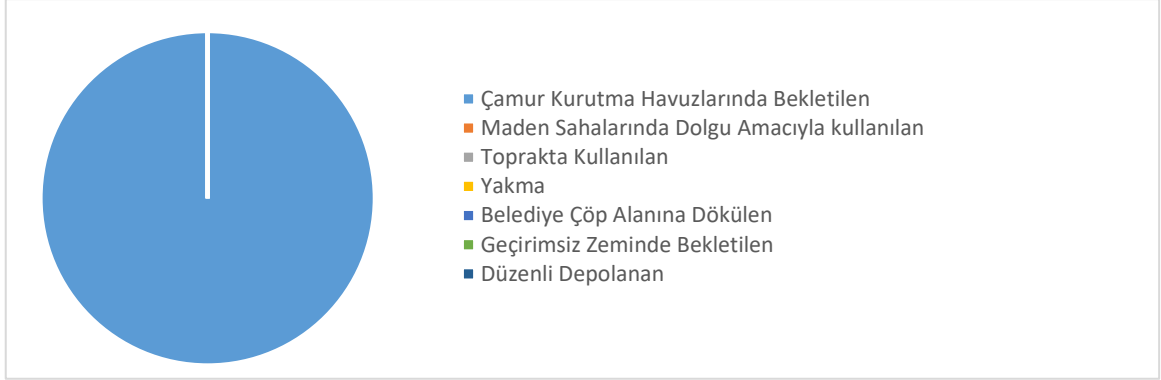 Çamur Kurutma Havuzlarında Bekletilen
Maden Sahalarında Dolgu Amacıyla kullanılan
Toprakta Kullanılan
Yakma
Belediye Çöp Alanına Dökülen
Geçirimsiz Zeminde Bekletilen
Düzenli Depolanan